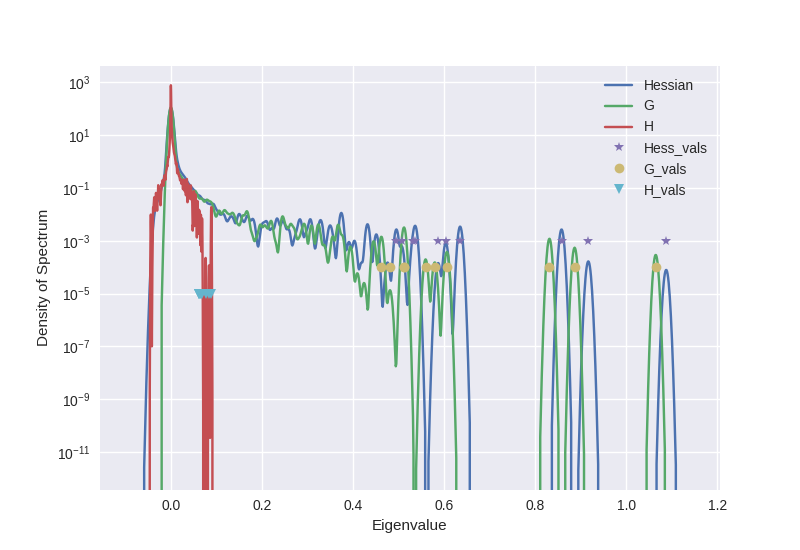 10^3
10^1
10^−1
10^−3
10^−5
10^−7
10^−9
10^−11
Density of Spectrum
Hessian
G
H
Hess_vals
G_vals
H_vals
0.0 0.2 0.4 0.6 0.8 1.0 1.2
Eigenvalue